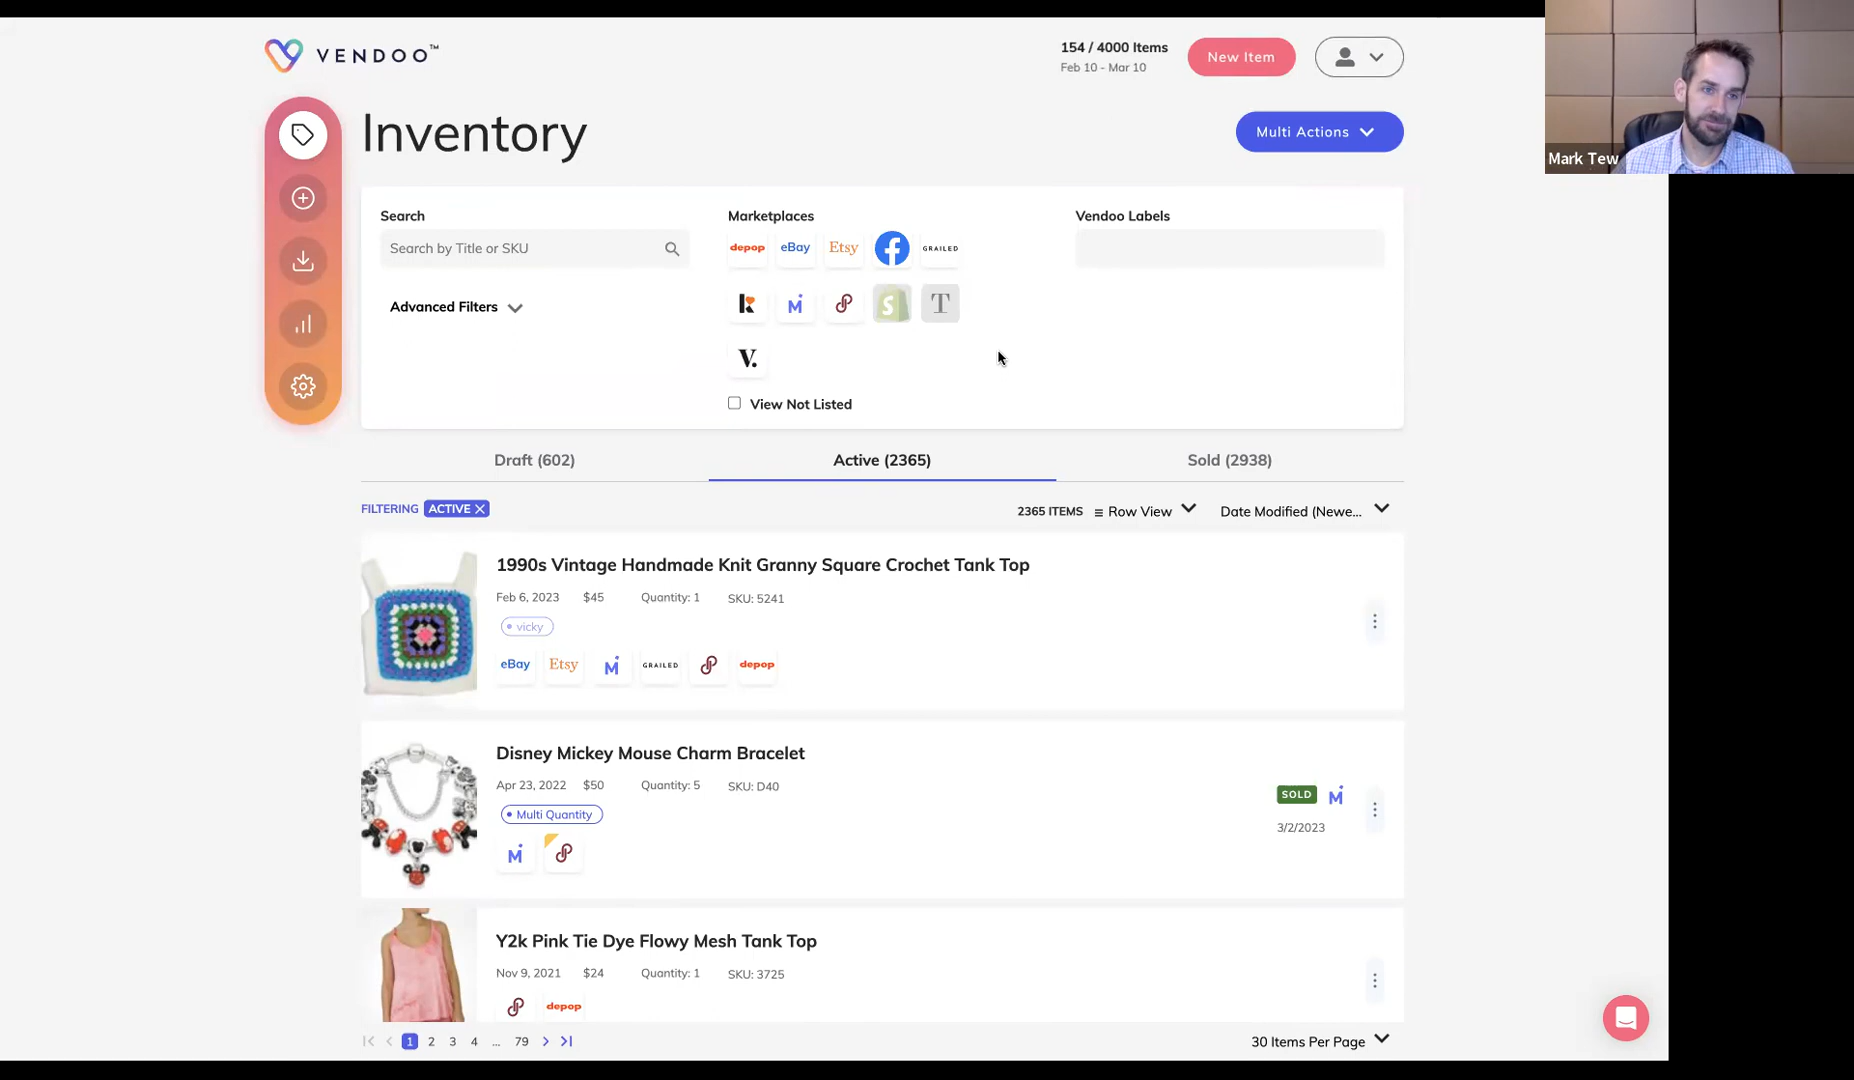 VENDOO™
154 / 4000 Items
Feb 10 - Mar 10
New Item
Mark Tew
Inventory
Multi Actions
Search
Search by Title or SKU
Advanced Filters
Marketplaces
depop eBay Etsy GRAILED
View Not Listed
Vendoo Labels
Draft (602)
Active (2365)
Sold (2938)
FILTERING ACTIVE
2365 ITEMS
Row View
Date Modified (Newe...
1990s Vintage Handmade Knit Granny Square Crochet Tank Top
Feb 6, 2023 $45 Quantity: 1 SKU: 5241
vicky
eBay Etsy GRAILED depop
Disney Mickey Mouse Charm Bracelet
Apr 23, 2022 $50 Quantity: 5 SKU: D40
Multi Quantity
SOLD
3/2/2023
Y2k Pink Tie Dye Flowy Mesh Tank Top
Nov 9, 2021 $24 Quantity: 1 SKU: 3725
depop
1 2 3 4 ... 79
30 Items Per Page